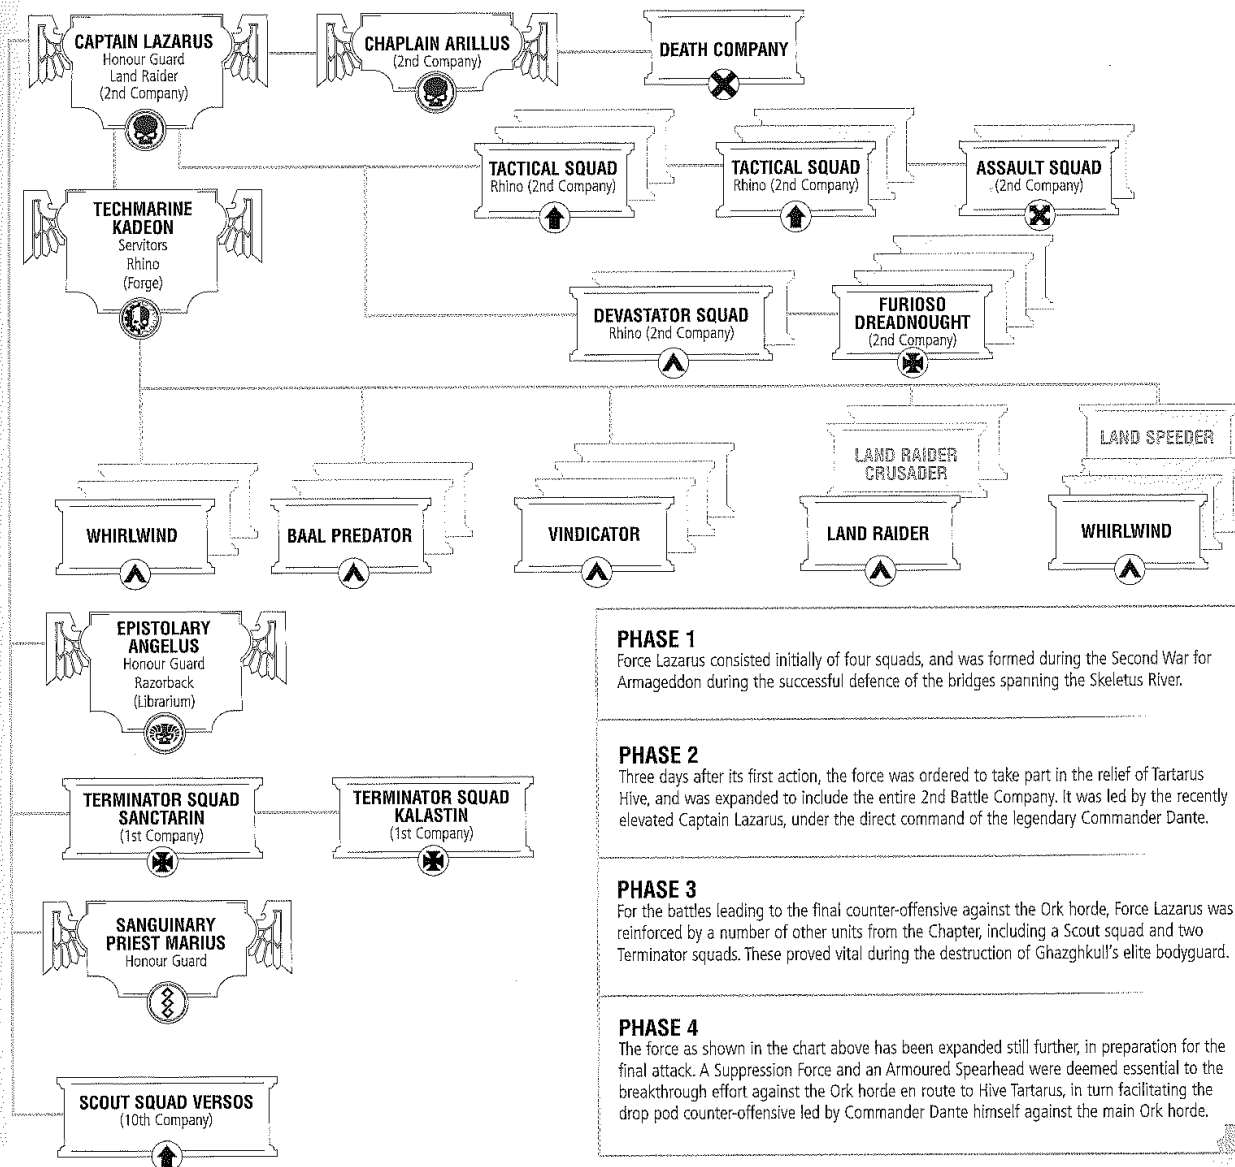 CAPTAIN LAZARUS
Honour Guard
Land Raider
(2nd Company)
CHAPLAIN ARILLUS
(2nd Company)
DEATH COMPANY
TACTICAL SQUAD
Rhino (2nd Company)
TACTICAL SQUAD
Rhino (2nd Company)
ASSAULT SQUAD
(2nd Company)
TECHMARINE
KADEON
Servitors
Rhino
(Forge)
DEVASTATOR SQUAD
Rhino (2nd Company)
FURIOSO
DREADNOUGHT
(2nd Company)
WHIRLWIND
BAAL PREDATOR
VINDICATOR
LAND RAIDER
CRUSADER
LAND RAIDER
LAND SPEEDER
WHIRLWIND
EPISTOLARY
ANGELUS
Honour Guard
Razorback
(Librarium)
TERMINATOR SQUAD
SANCTARIN
(1st Company)
TERMINATOR SQUAD
KALASTIN
(1st Company)
SANGUINARY
PRIEST MARIUS
Honour Guard
SCOUT SQUAD VERSOS
(10th Company)
PHASE 1
Force Lazarus consisted initially of four squads, and was formed during the Second War for
Armageddon during the successful defence of the bridges spanning the Skeletus River.
PHASE 2
Three days after its first action, the force was ordered to take part in the relief of Tartarus
Hive, and was expanded to include the entire 2nd Battle Company. It was led by the recently
elevated Captain Lazarus, under the direct command of the legendary Commander Dante.
PHASE 3
For the battles leading to the final counter-offensive against the Ork horde, Force Lazarus was
reinforced by a number of other units from the Chapter, including a Scout squad and two
Terminator squads. These proved vital during the destruction of Ghazghkull's elite bodyguard.
PHASE 4
The force as shown in the chart above has been expanded still further, in preparation for the
final attack. A Suppression Force and an Armoured Spearhead were deemed essential to the
breakthrough effort against the Ork horde en route to Hive Tartarus, in turn facilitating the
drop pod counter-offensive led by Commander Dante himself against the main Ork horde.